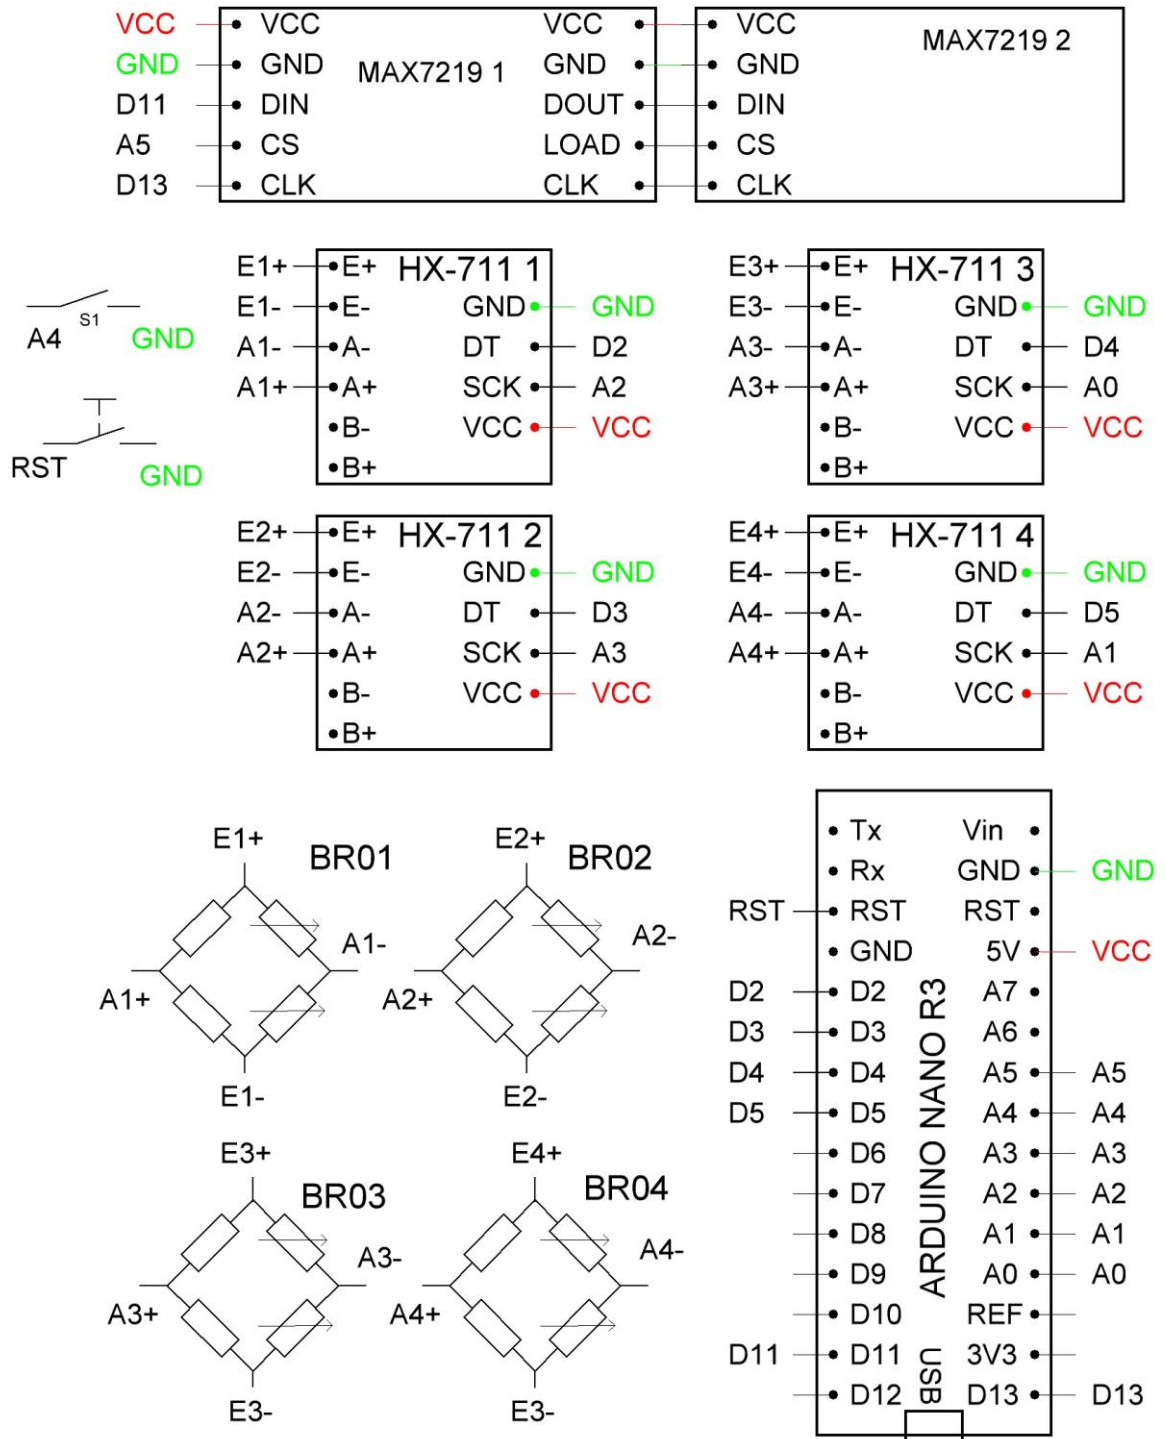 VCC VCC VCC VCC
MAX7219 2
GND GND GND GND
MAX7219 1
D11 DIN DOUT DIN
A5 CS LOAD CS
D13 CLK CLK CLK
E1+ E+ HX-711 1
E1- E- GND GND
A1- A- DT D2
A1+ A+ SCK A2
B- VCC VCC
B+
E3+ E+ HX-711 3
E3- E- GND GND
A3- A- DT D4
A3+ A+ SCK A0
B- VCC VCC
B+
S1
A4 GND
RST GND
E2+ E+ HX-711 2
E2- E- GND GND
A2- A- DT D3
A2+ A+ SCK A3
B- VCC VCC
B+
E4+ E+ HX-711 4
E4- E- GND GND
A4- A- DT D5
A4+ A+ SCK A1
B- VCC VCC
B+
E1+
BR01
A1-
A1+
E1-
E2+
BR02
A2-
A2+
E2-
E3+
BR03
A3-
A3+
E3-
E4+
BR04
A4-
A4+
E3-
Tx Vin
Rx GND GND
RST RST RST
GND 5V VCC
D2 D2 A7
D3 D3 A6
D4 D4 A5 A5
D5 D5 A4 A4
D6 A3 A3
D7 A2 A2
D8 A1 A1
D9 A0 A0
D10 REF
D11 D11 3V3
D12 D13 D13
ARDUINO NANO R3
USB